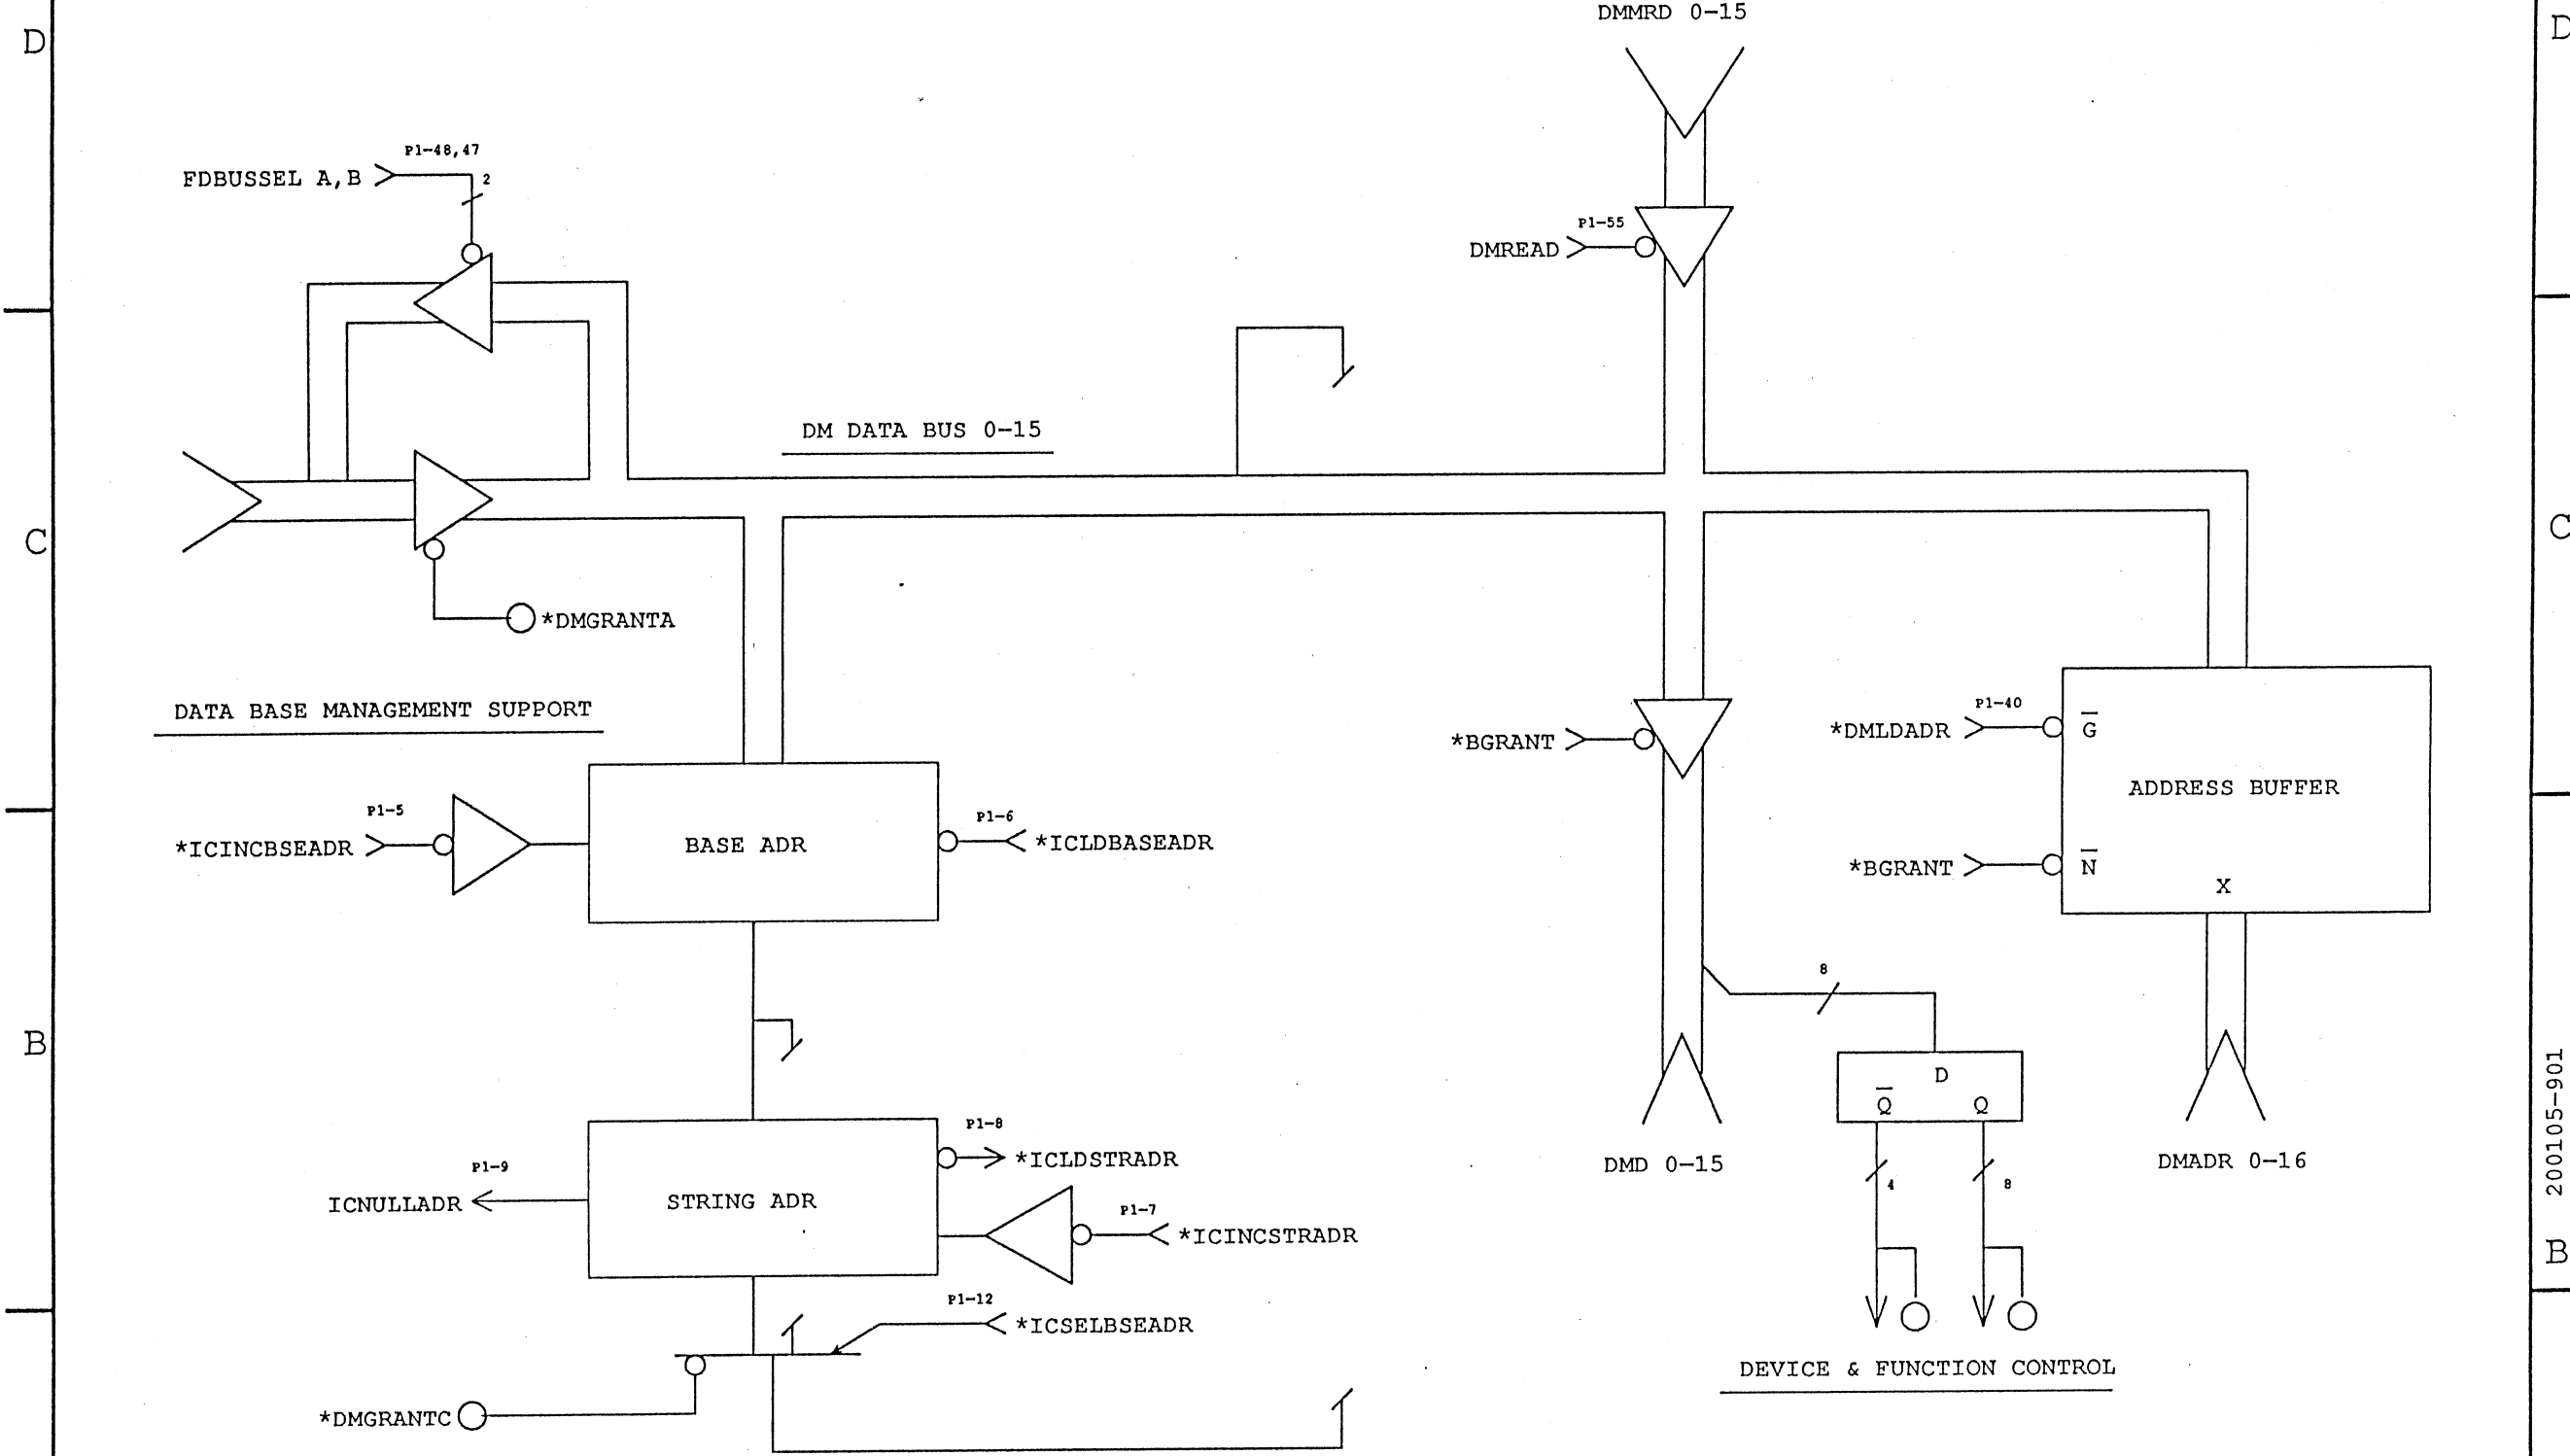 DMMRD 0-15
D
D
P1-48,47
FDBUSSEL A,B
2
P1-55
DMREAD
DM DATA BUS 0-15
C
C
*DMGRANTA
DATA BASE MANAGEMENT SUPPORT
P1-40
*DMLDADR
G
*BGRANT
ADDRESS BUFFER
P1-5
*ICINCBSEADR
BASE ADR
P1-6
*ICLDBASEADR
*BGRANT
N
X
8
B
D
Q
Q
P1-8
*ICLDSTRADR
P1-9
ICNULLADR
STRING ADR
P1-7
*ICINCSTRADR
DMD 0-15
4
8
DMADR 0-16
200105-901
B
P1-12
*ICSELBSEADR
DEVICE & FUNCTION CONTROL
*DMGRANTC